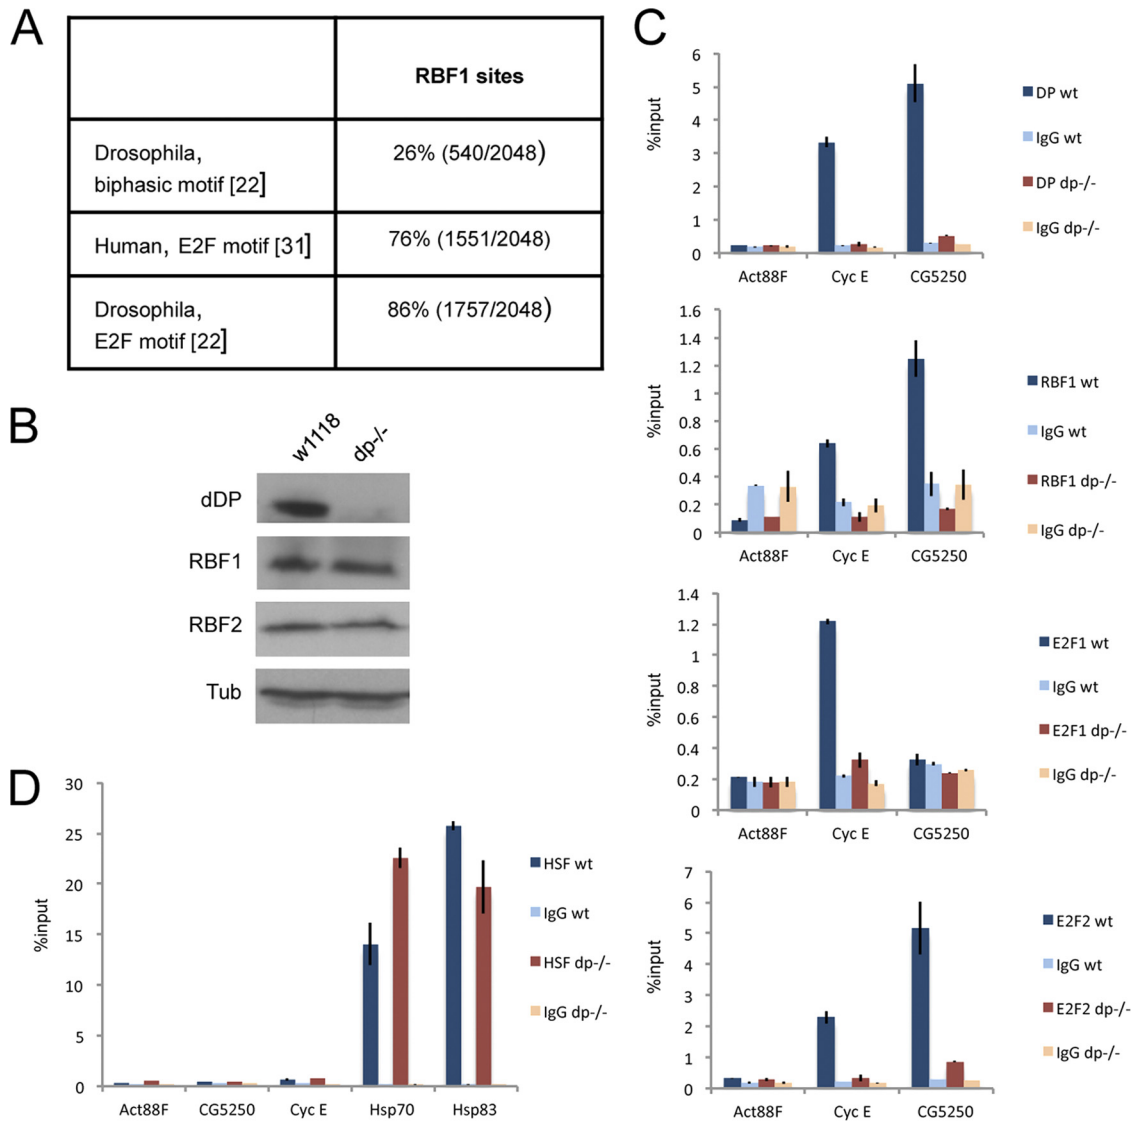 A
RBF1 sites
Drosophila,
biphasic motif [22]
26% (540/2048)
Human, E2F motif [31]
76% (1551/2048)
Drosophila,
E2F motif [22]
86% (1757/2048)
B
w1118
dp-/-
dDP
RBF1
RBF2
Tub
C
%input
6
5
4
3
2
1
0
Act88F
Cyc E
CG5250
DP wt
IgG wt
DP dp-/-
IgG dp-/-
%input
1.6
1.4
1.2
1
0.8
0.6
0.4
0.2
0
Act88F
Cyc E
CG5250
RBF1 wt
IgG wt
RBF1 dp-/-
IgG dp-/-
%input
1.4
1.2
1
0.8
0.6
0.4
0.2
0
Act88F
Cyc E
CG5250
E2F1 wt
IgG wt
E2F1 dp-/-
IgG dp-/-
%input
7
6
5
4
3
2
1
0
Act88F
Cyc E
CG5250
E2F2 wt
IgG wt
E2F2 dp-/-
IgG dp-/-
D
%input
30
25
20
15
10
5
0
Act88F
CG5250
Cyc E
Hsp70
Hsp83
HSF wt
IgG wt
HSF dp-/-
IgG dp-/-